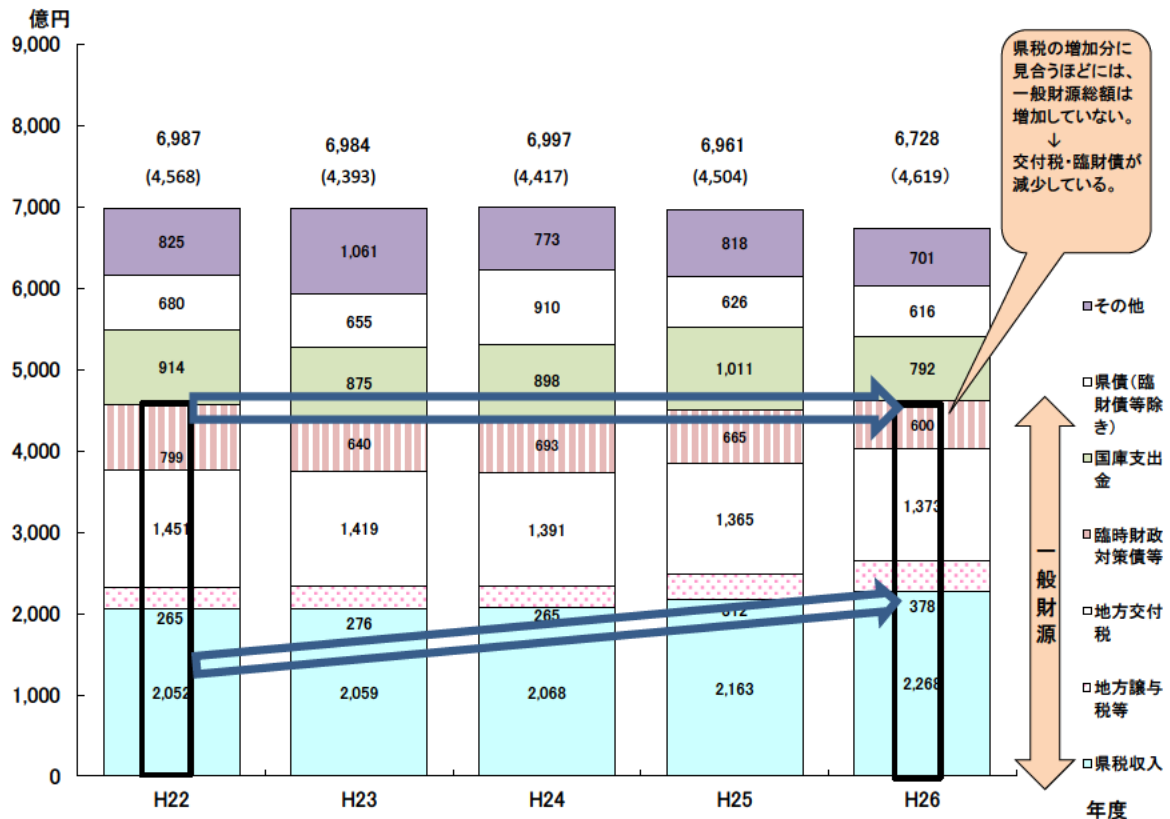 億円
9,000
8,000
7,000
6,000
5,000
4,000
3,000
2,000
1,000
0
6,987
(4,568)
6,984
(4,393)
6,997
(4,417)
6,961
(4,504)
6,728
(4,619)
825
680
914
799
1,451
265
2,052
1,061
655
875
640
1,419
276
2,059
773
910
898
693
1,391
265
2,068
818
626
1,011
665
1,365
2,163
701
616
792
600
1,373
378
2,268
H22
H23
H24
H25
H26
年度
県税の増加分に
見合うほどには、
一般財源総額は
増加していない。
↓
交付税・臨財債が
減少している。
その他
県債(臨
財債等除
き)
国庫支出
金
臨時財政
対策債等
地方交付
税
地方譲与
税等
県税収入
一般財源